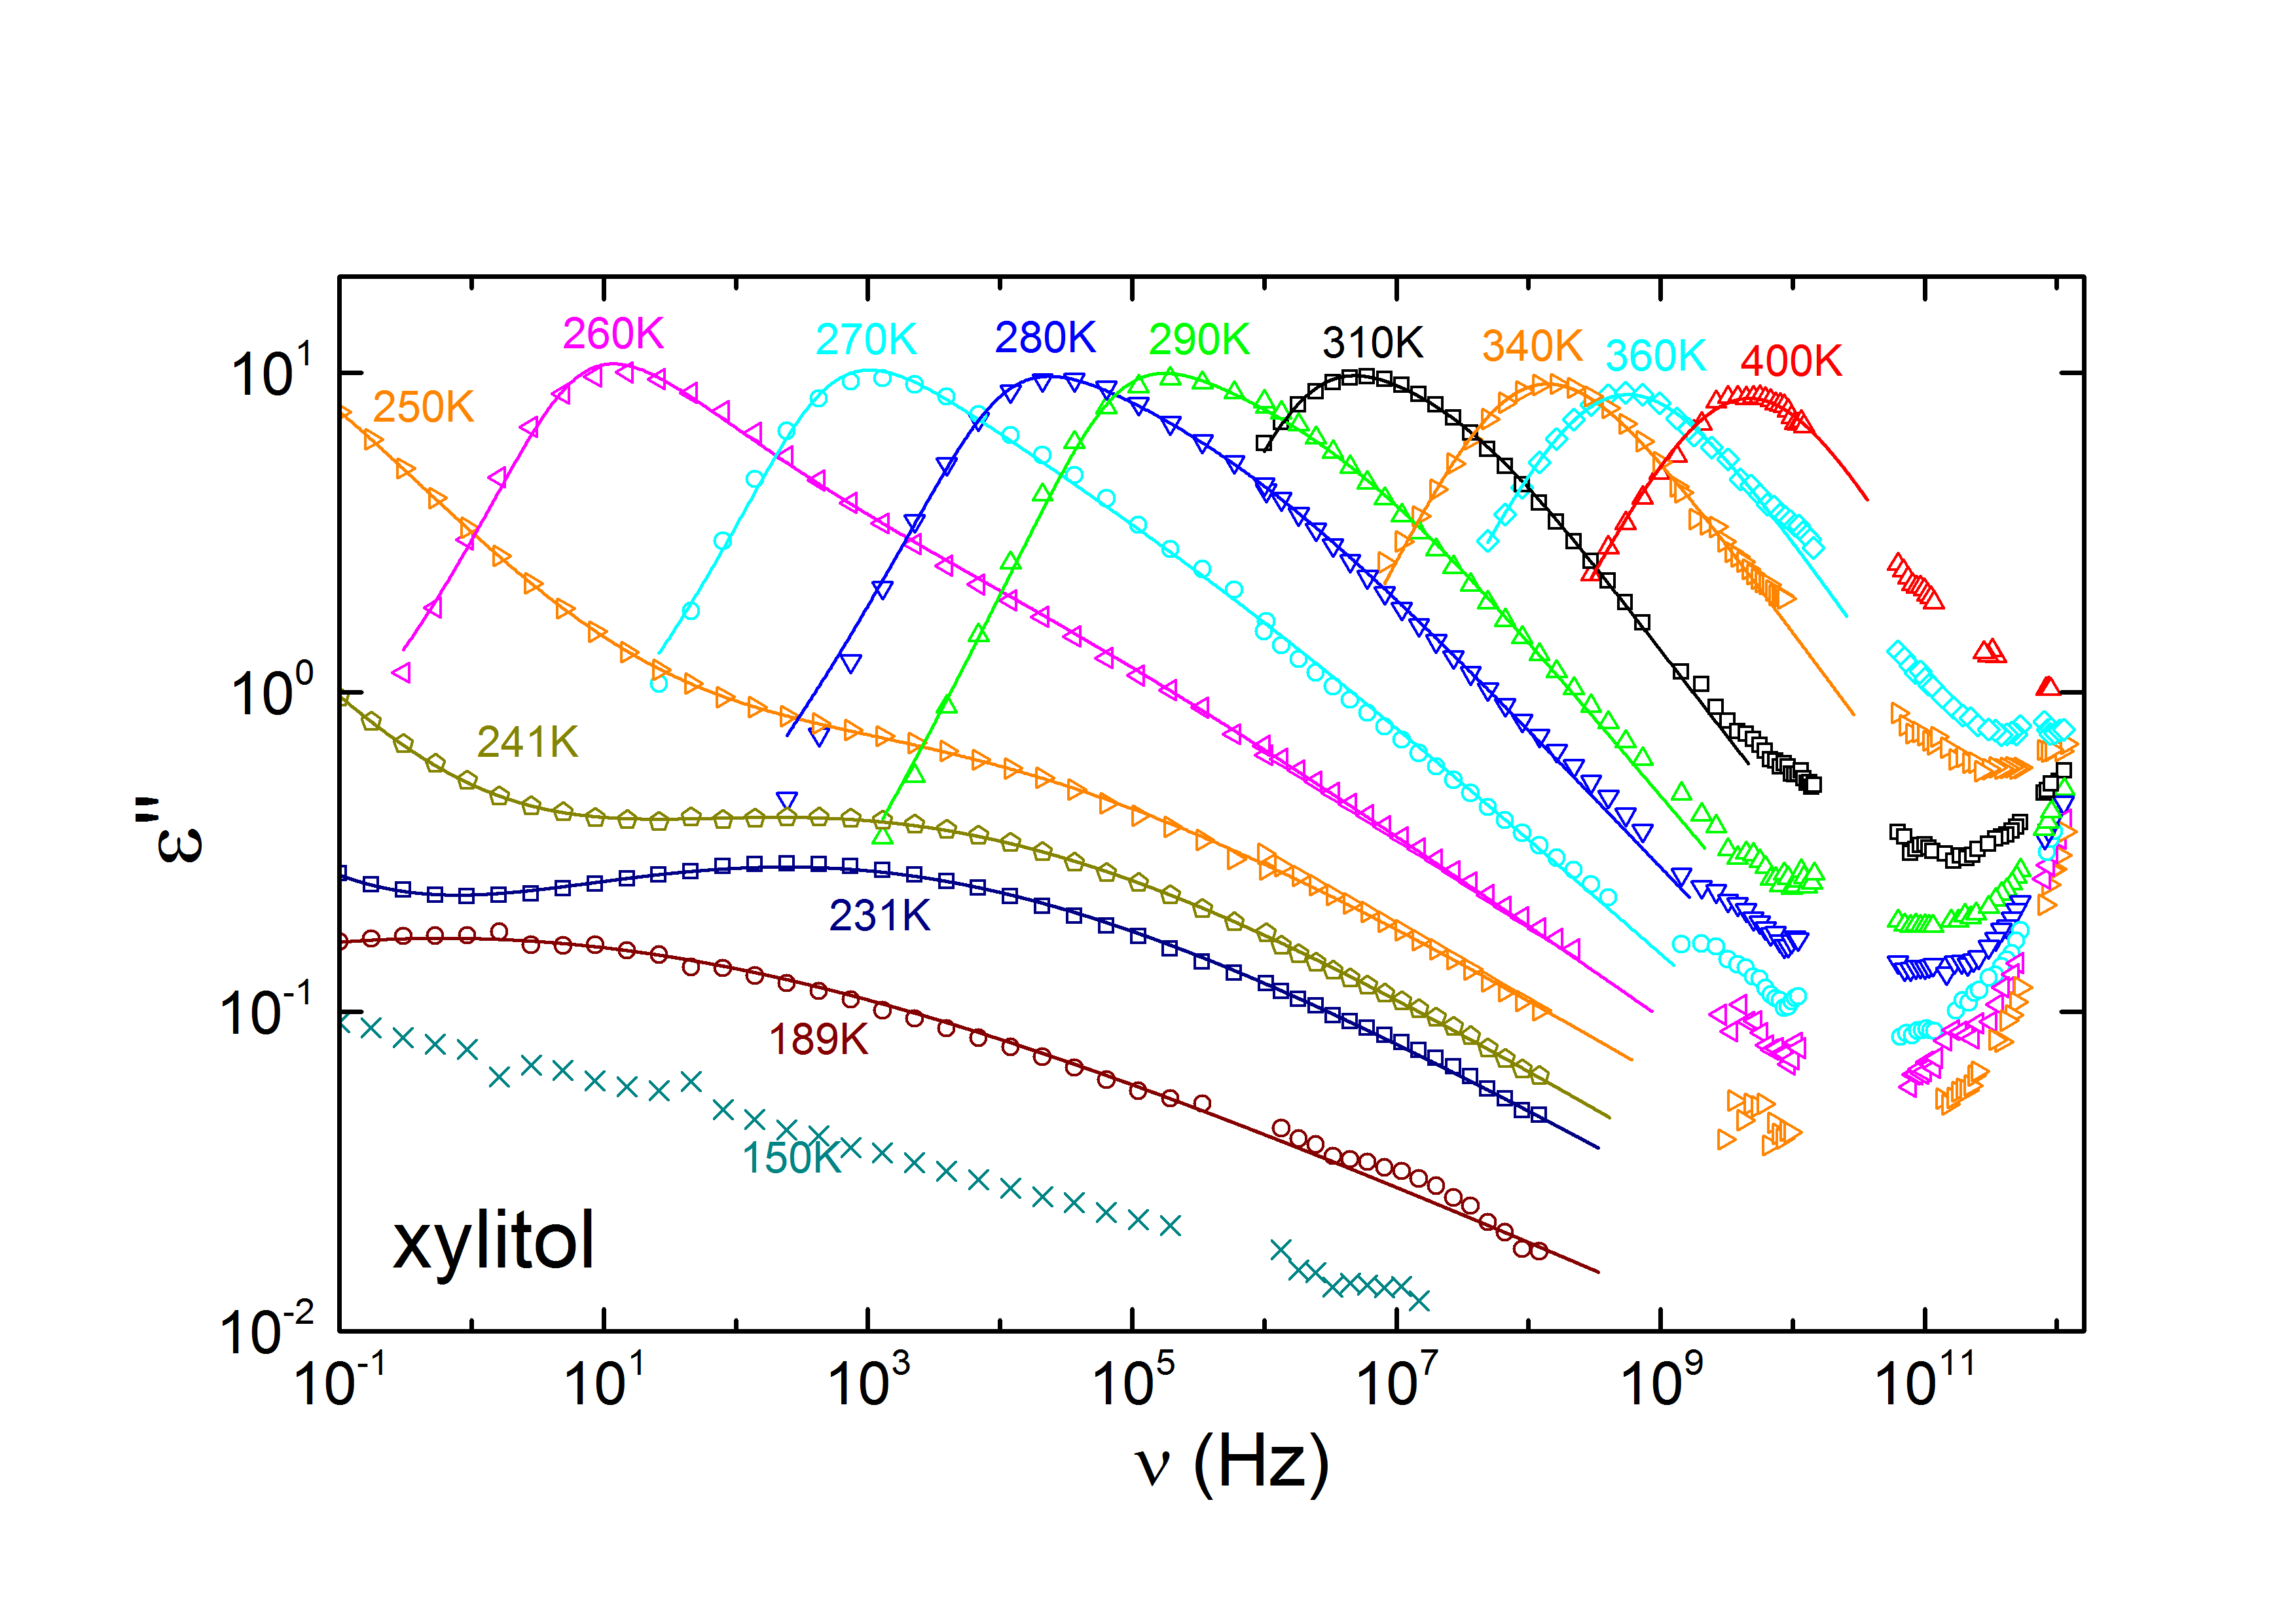 260K
270K
280K
290K
310K
340K
360K
400K
10^1
250K
10^0
241K
ε"
231K
10^-1
189K
150K
xylitol
10^-2
10^-1 10^1 10^3 10^5 10^7 10^9 10^11
ν (Hz)